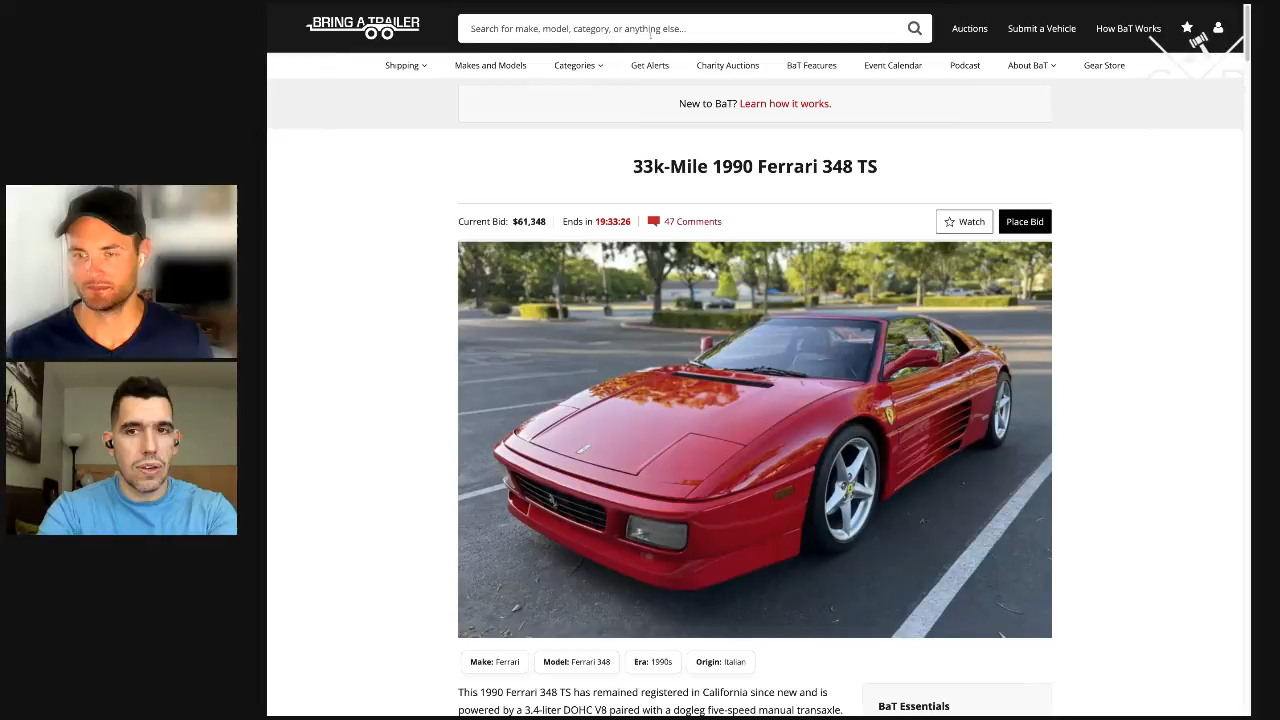 BRING A TRAILER
Search for make, model, category, or anything else...
Auctions
Submit a Vehicle
How BaT Works
Shipping
Makes and Models
Categories
Get Alerts
Charity Auctions
BaT Features
Event Calendar
Podcast
About BaT
Gear Store
New to BaT? Learn how it works.
33k-Mile 1990 Ferrari 348 TS
Current Bid: $61,348
Ends in 19:33:26
47 Comments
Watch
Place Bid
Make: Ferrari
Model: Ferrari 348
Era: 1990s
Origin: Italian
This 1990 Ferrari 348 TS has remained registered in California since new and is
powered by a 3.4-liter DOHC V8 paired with a dogleg five-speed manual transaxle.
BaT Essentials